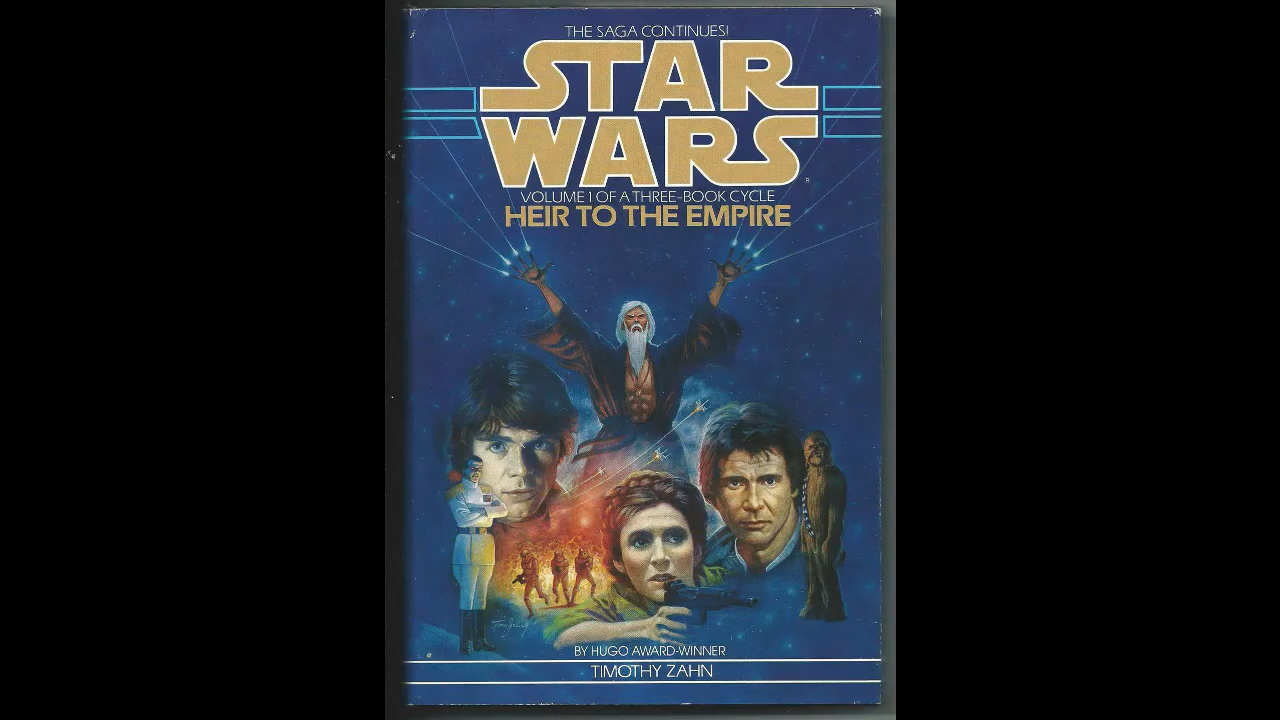 THE SAGA CONTINUES!
STAR
WARS
®
VOLUME 1 OF A THREE-BOOK CYCLE
HEIR TO THE EMPIRE
BY HUGO AWARD-WINNER
TIMOTHY ZAHN